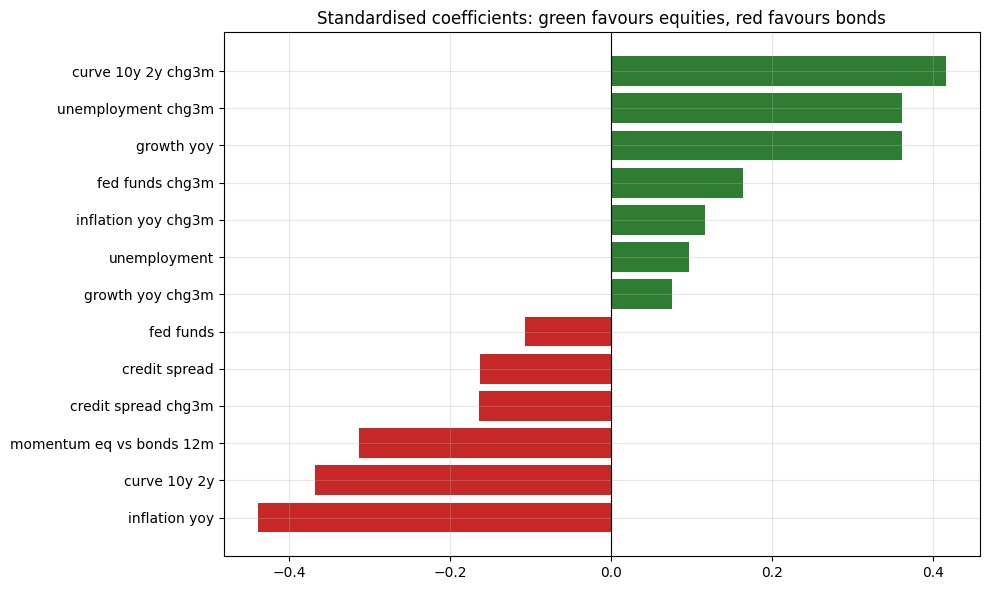 Standardised coefficients: green favours equities, red favours bonds
curve 10y 2y chg3m
unemployment chg3m
growth yoy
fed funds chg3m
inflation yoy chg3m
unemployment
growth yoy chg3m
fed funds
credit spread
credit spread chg3m
momentum eq vs bonds 12m
curve 10y 2y
inflation yoy
−0.4 −0.2 0.0 0.2 0.4